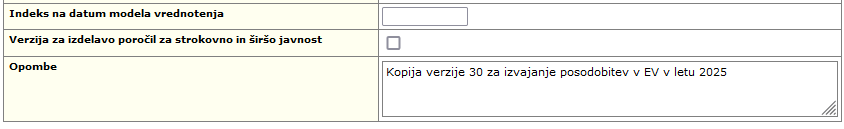 Indeks na datum modela vrednotenja
Verzija za izdelavo poročil za strokovno in širšo javnost
Opombe
Kopija verzije 30 za izvajanje posodobitev v EV v letu 2025